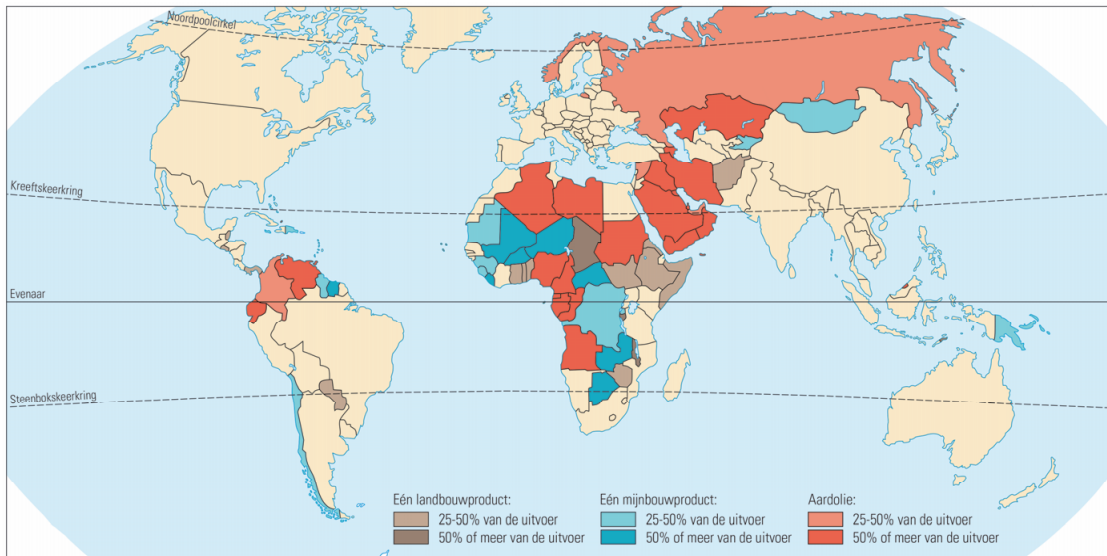 Noordpoolcirkel
Kreeftskeerkring
Evenaar
Steenbokskeerkring
Eén landbouwproduct:
25-50% van de uitvoer
50% of meer van de uitvoer
Eén mijnbouwproduct:
25-50% van de uitvoer
50% of meer van de uitvoer
Aardolie:
25-50% van de uitvoer
50% of meer van de uitvoer